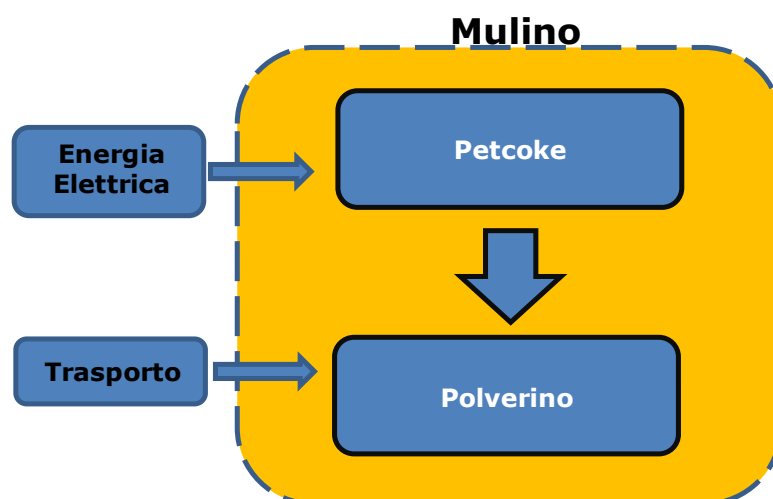 Mulino
Energia
Elettrica
Petcoke
Trasporto
Polverino